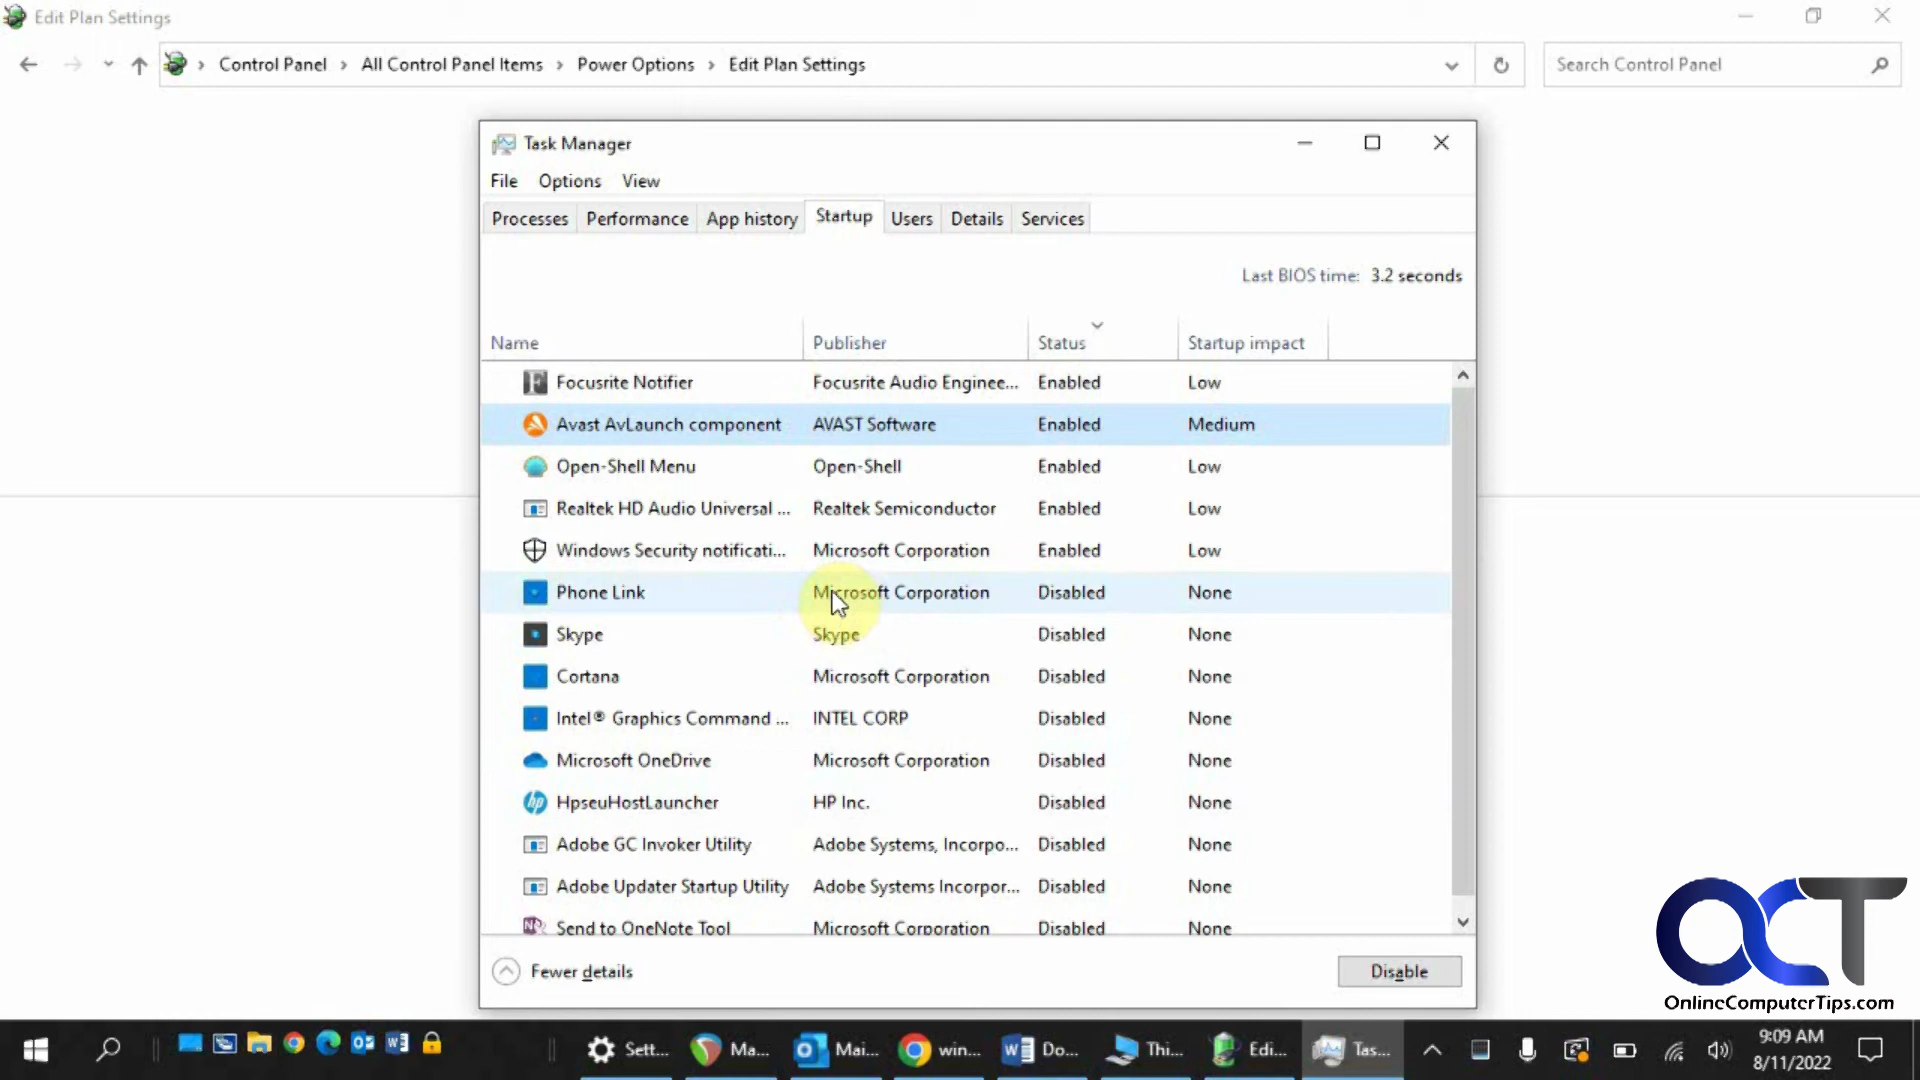 Edit Plan Settings
Control Panel > All Control Panel Items > Power Options > Edit Plan Settings
Search Control Panel
Task Manager
File Options View
Processes Performance App history Startup Users Details Services
Last BIOS time: 3.2 seconds
Name Publisher Status Startup impact
Focusrite Notifier Focusrite Audio Enginee... Enabled Low
Avast AvLaunch component AVAST Software Enabled Medium
Open-Shell Menu Open-Shell Enabled Low
Realtek HD Audio Universal ... Realtek Semiconductor Enabled Low
Windows Security notificati... Microsoft Corporation Enabled Low
Phone Link Microsoft Corporation Disabled None
Skype Skype Disabled None
Cortana Microsoft Corporation Disabled None
Intel® Graphics Command ... INTEL CORP Disabled None
Microsoft OneDrive Microsoft Corporation Disabled None
HpseuHostLauncher HP Inc. Disabled None
Adobe GC Invoker Utility Adobe Systems, Incorpo... Disabled None
Adobe Updater Startup Utility Adobe Systems Incorpor... Disabled None
Send to OneNote Tool Microsoft Corporation Disabled None
Fewer details Disable
OCT
OnlineComputerTips.com
Sett... Ma... Mai... win... Do... Thi... Edi... Tas...
9:09 AM
8/11/2022